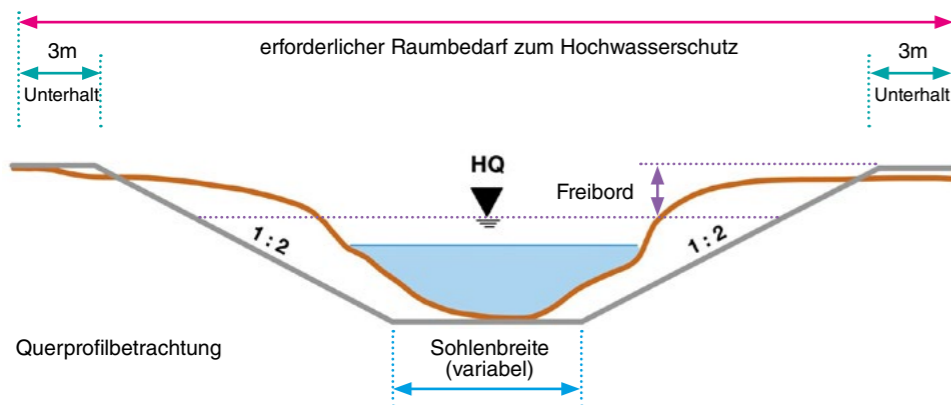 erforderlicher Raumbedarf zum Hochwasserschutz
3m
3m
Unterhalt
Unterhalt
HQ
Freibord
1 : 2
1 : 2
Querprofilbetrachtung
Sohlenbreite
(variabel)